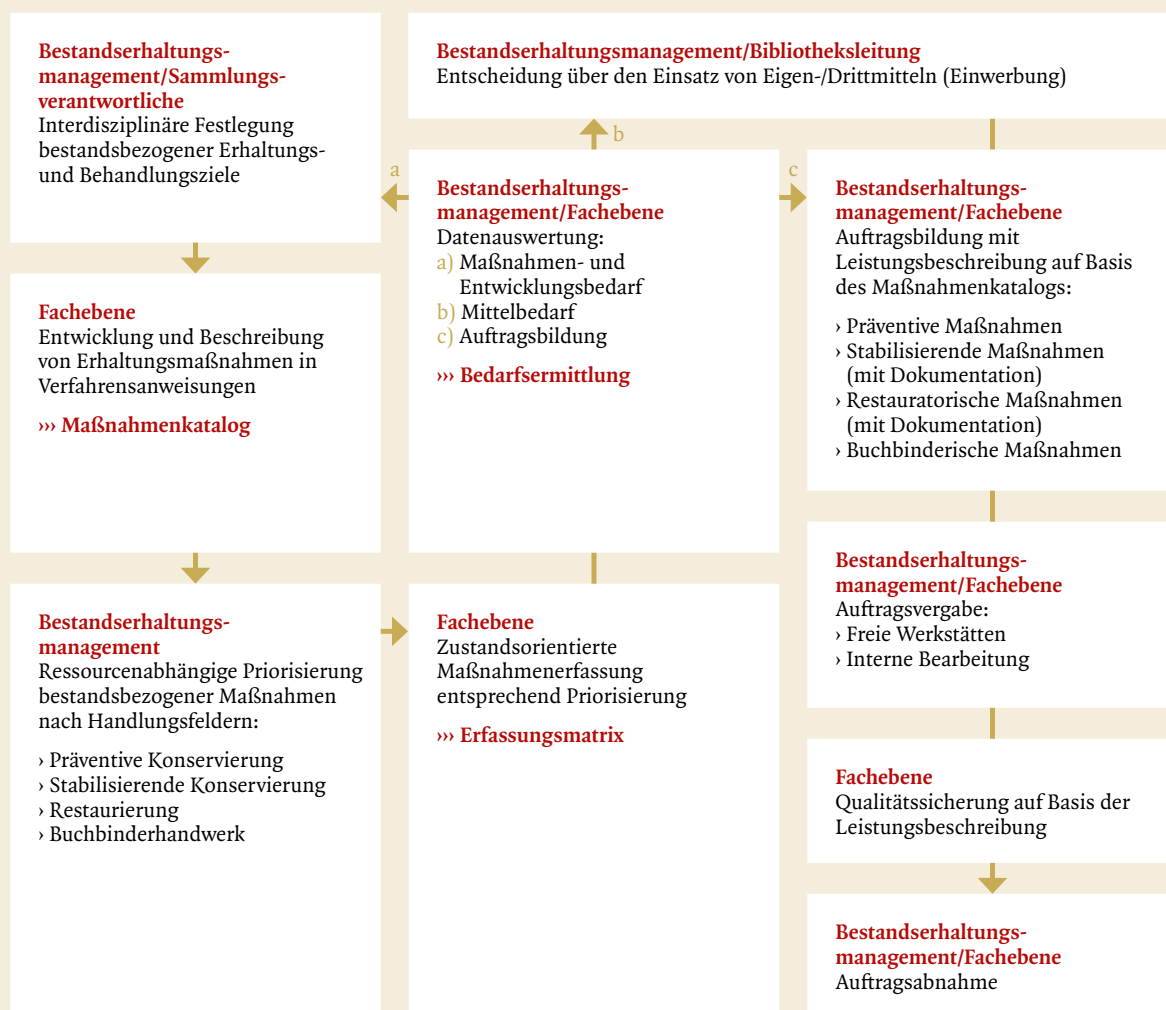 Bestandserhaltungs-
management/Sammlungs-
verantwortliche
Interdisziplinäre Festlegung
bestandsbezogener Erhaltungs-
und Behandlungsziele
Fachebene
Entwicklung und Beschreibung
von Erhaltungsmaßnahmen in
Verfahrensanweisungen
››› Maßnahmenkatalog
Bestandserhaltungs-
management
Ressourcenabhängige Priorisierung
bestandsbezogener Maßnahmen
nach Handlungsfeldern:
› Präventive Konservierung
› Stabilisierende Konservierung
› Restaurierung
› Buchbinderhandwerk
Bestandserhaltungsmanagement/Bibliotheksleitung
Entscheidung über den Einsatz von Eigen-/Drittmitteln (Einwerbung)
a
b
c
Bestandserhaltungs-
management/Fachebene
Datenauswertung:
a) Maßnahmen- und
Entwicklungsbedarf
b) Mittelbedarf
c) Auftragsbildung
››› Bedarfsermittlung
Fachebene
Zustandsorientierte
Maßnahmenerfassung
entsprechend Priorisierung
››› Erfassungsmatrix
Bestandserhaltungs-
management/Fachebene
Auftragsbildung mit
Leistungsbeschreibung auf Basis
des Maßnahmenkatalogs:
› Präventive Maßnahmen
› Stabilisierende Maßnahmen
(mit Dokumentation)
› Restauratorische Maßnahmen
(mit Dokumentation)
› Buchbinderische Maßnahmen
Bestandserhaltungs-
management/Fachebene
Auftragsvergabe:
› Freie Werkstätten
› Interne Bearbeitung
Fachebene
Qualitätssicherung auf Basis der
Leistungsbeschreibung
Bestandserhaltungs-
management/Fachebene
Auftragsabnahme